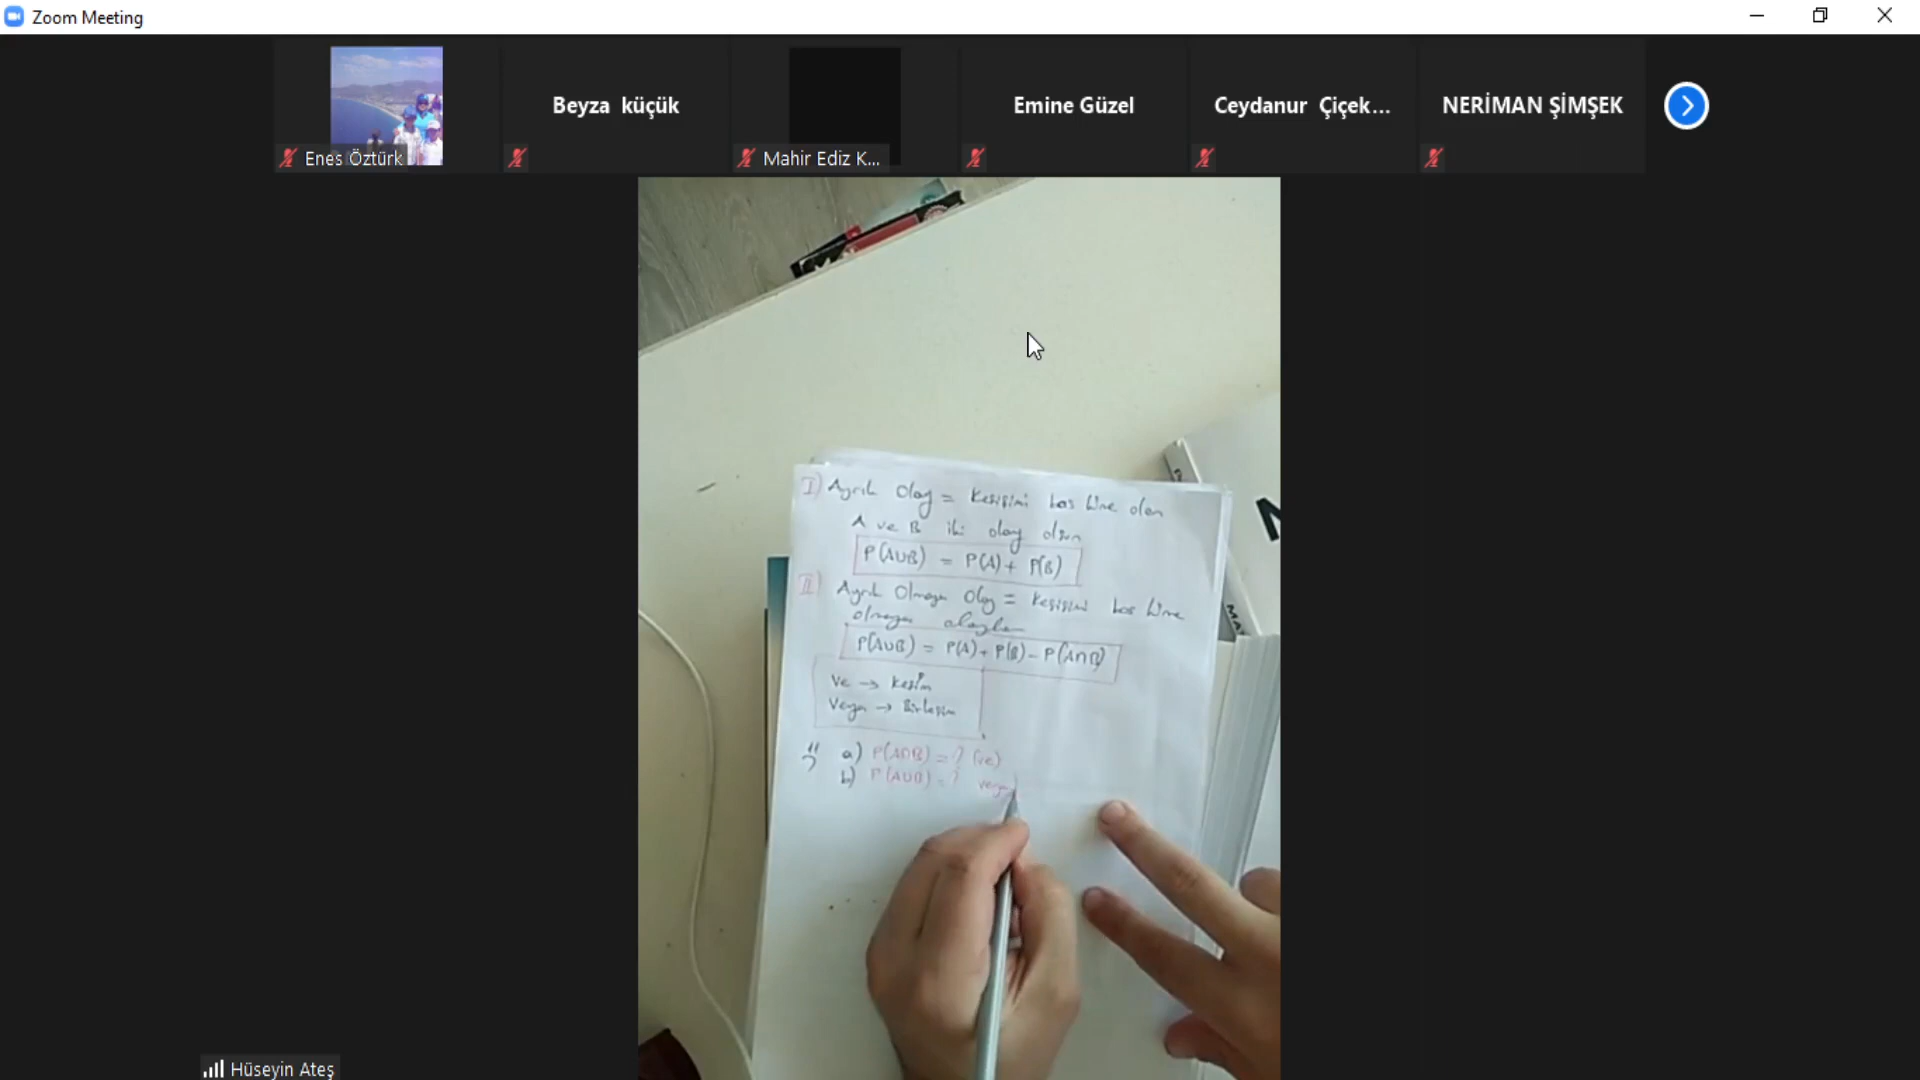 Zoom Meeting
Beyza küçük
Emine Güzel
Ceydanur Çiçek...
NERİMAN ŞİMŞEK
Enes Öztürk
Mahir Ediz K...
I) Ayrık Olay = Kesişimi boş küme olan
A ve B iki olay olsun
P(A∪B) = P(A) + P(B)
II) Ayrık Olmayan Olay = Kesişimi boş küme
olmayan olaylar
P(A∪B) = P(A) + P(B) - P(A∩B)
Ve → Kesişim
Veya → Birleşim
a) P(A∩B) = ? (ve)
b) P(A∪B) = ? veya
Hüseyin Ateş